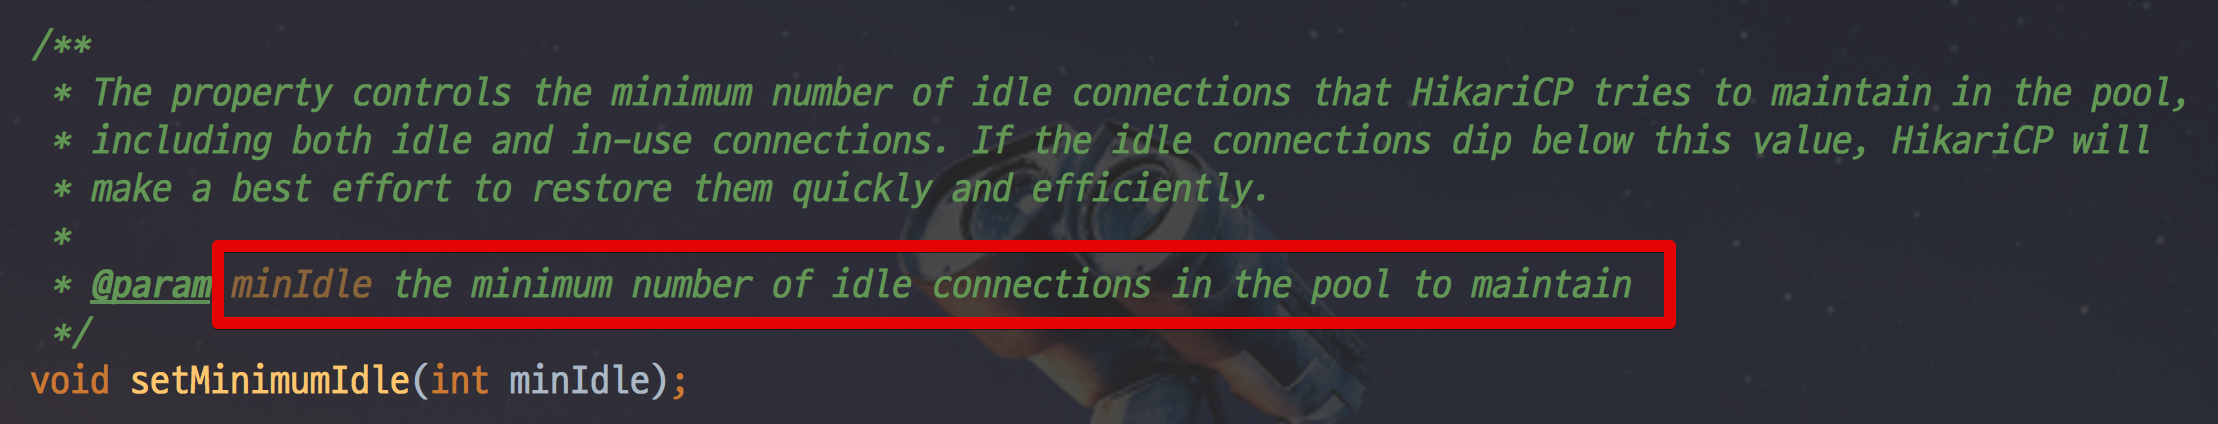 /**
* The property controls the minimum number of idle connections that HikariCP tries to maintain in the pool,
* including both idle and in-use connections. If the idle connections dip below this value, HikariCP will
* make a best effort to restore them quickly and efficiently.
*
* @param minIdle the minimum number of idle connections in the pool to maintain
*/
void setMinimumIdle(int minIdle);